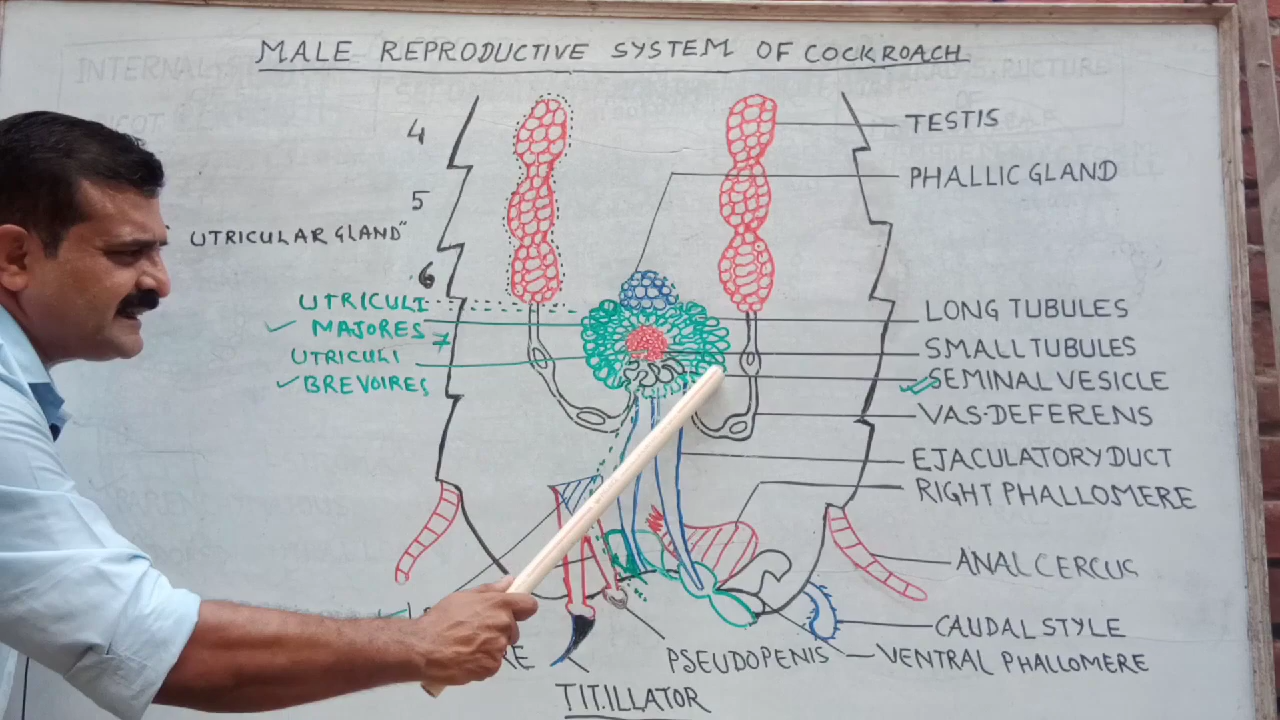 MALE REPRODUCTIVE SYSTEM OF COCKROACH
4
5
6
7
UTRICULAR GLAND"
UTRICULI
MAJORES
UTRICULI
BREVOIRES
TESTIS
PHALLIC GLAND
LONG TUBULES
SMALL TUBULES
SEMINAL VESICLE
VAS-DEFERENS
EJACULATORY DUCT
RIGHT PHALLOMERE
ANAL CERCUS
CAUDAL STYLE
PSEUDOPENIS
VENTRAL PHALLOMERE
TITILLATOR